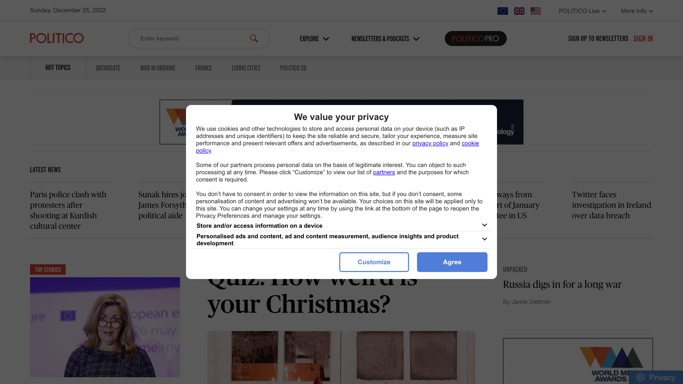 Sunday, December 25, 2022
POLITICO Live
More Info
POLITICO
Enter keyword
EXPLORE
NEWSLETTERS & PODCASTS
POLITICOPRO
SIGN UP TO NEWSLETTERS
SIGN IN
HOT TOPICS
QATARGATE
WAR IN UKRAINE
FRANCE
LIVING CITIES
POLITICO 28
We value your privacy
We use cookies and other technologies to store and access personal data on your device (such as IP
addresses and unique identifiers) to keep the site reliable and secure, tailor your experience, measure site
performance and present relevant offers and advertisements, as described in our privacy policy and cookie
policy.
Some of our partners process personal data on the basis of legitimate interest. You can object to such
processing at any time. Please click "Customize" to view our list of partners and the purposes for which
consent is required.
You don't have to consent in order to view the information on this site, but if you don't consent, some
personalisation of content and advertising won't be available. Your choices on this site will be applied only to
this site. You can change your settings at any time by using the link at the bottom of the page to reopen the
Privacy Preferences and manage your settings.
Store and/or access information on a device
Personalised ads and content, ad and content measurement, audience insights and product
development
Customize
Agree
LATEST NEWS
Paris police clash with
protesters after
shooting at Kurdish
cultural center
Sunak hires jo
James Forsyth
political aide
ways from
t of January
e in US
Twitter faces
investigation in Ireland
over data breach
TOP STORIES
Quiz: How weird is
your Christmas?
UNPACKED
Russia digs in for a long war
By Jamie Dettmer
WORLD
MEDIA
AWARDS
Privacy